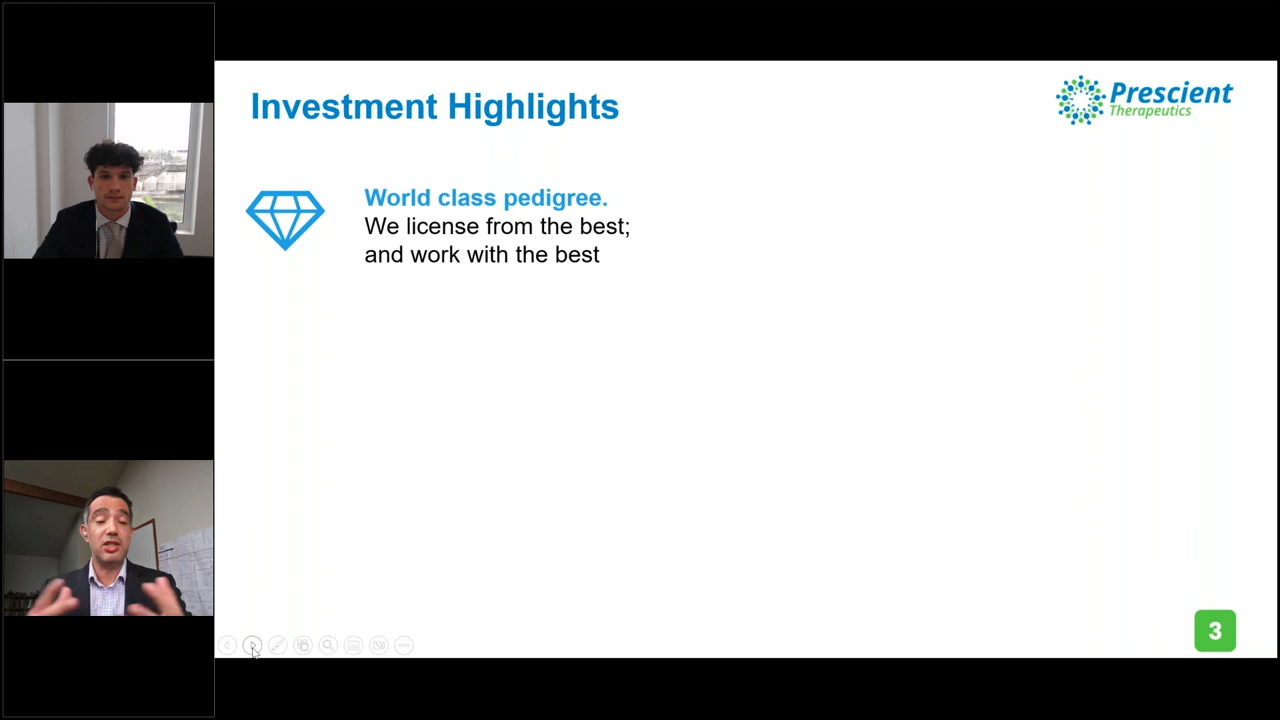 Investment Highlights
Prescient
Therapeutics
World class pedigree.
We license from the best;
and work with the best
3